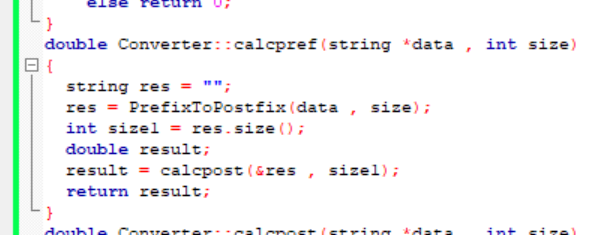 else return 0;
}
double Converter::calcpref(string *data , int size)
{
string res = "";
res = PrefixToPostfix(data , size);
int size1 = res.size();
double result;
result = calcpost(&res , size1);
return result;
}
double Converter::calcpost(string *data , int size)